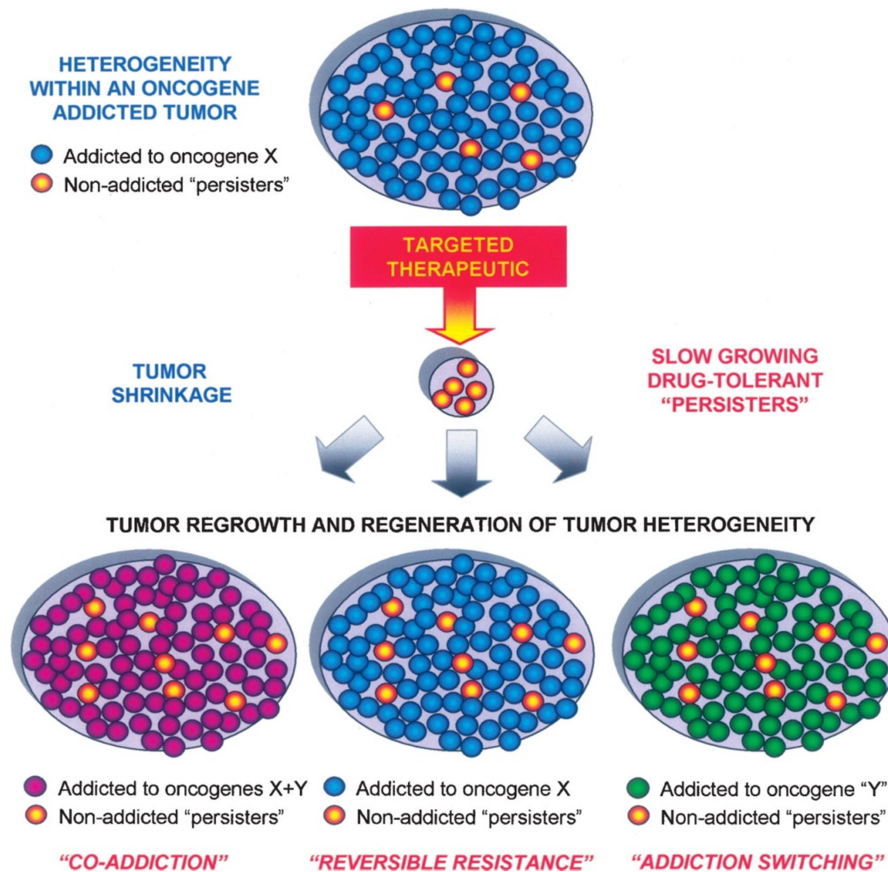 HETEROGENEITY
WITHIN AN ONCOGENE
ADDICTED TUMOR
Addicted to oncogene X
Non-addicted “persisters”
TARGETED
THERAPEUTIC
TUMOR
SHRINKAGE
SLOW GROWING
DRUG-TOLERANT
“PERSISTERS”
TUMOR REGROWTH AND REGENERATION OF TUMOR HETEROGENEITY
Addicted to oncogenes X+Y
Non-addicted “persisters”
“CO-ADDICTION”
Addicted to oncogene X
Non-addicted “persisters”
“REVERSIBLE RESISTANCE”
Addicted to oncogene “Y”
Non-addicted “persisters”
“ADDICTION SWITCHING”